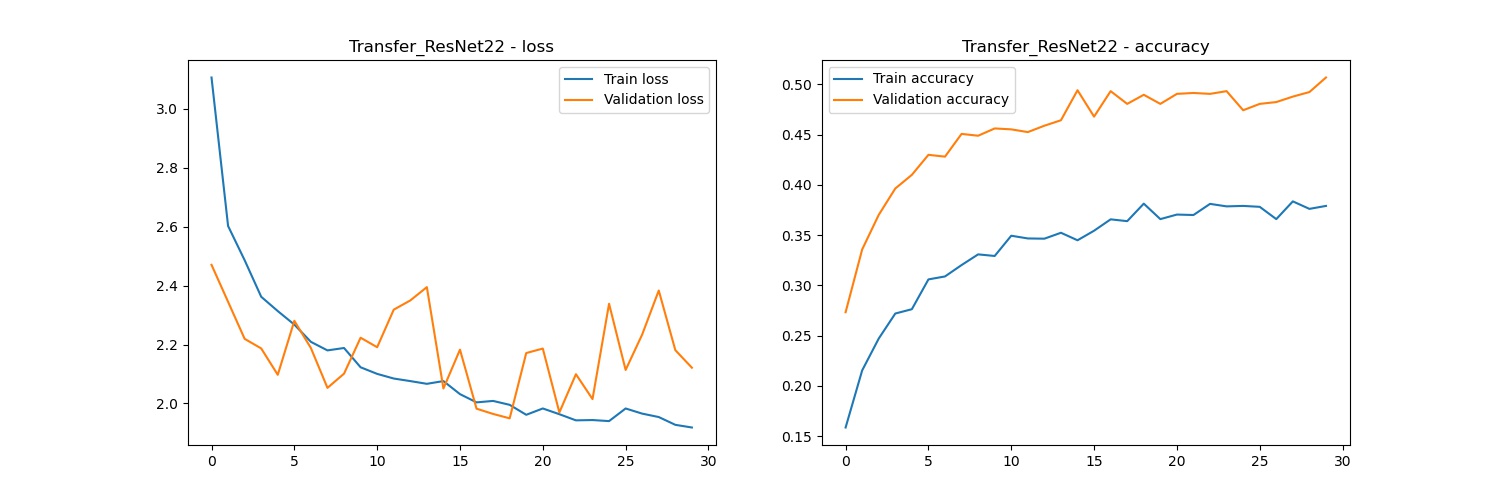 Transfer_ResNet22 - loss
Train loss
Validation loss
3.0
2.8
2.6
2.4
2.2
2.0
0 5 10 15 20 25 30
Transfer_ResNet22 - accuracy
Train accuracy
Validation accuracy
0.50
0.45
0.40
0.35
0.30
0.25
0.20
0.15
0 5 10 15 20 25 30